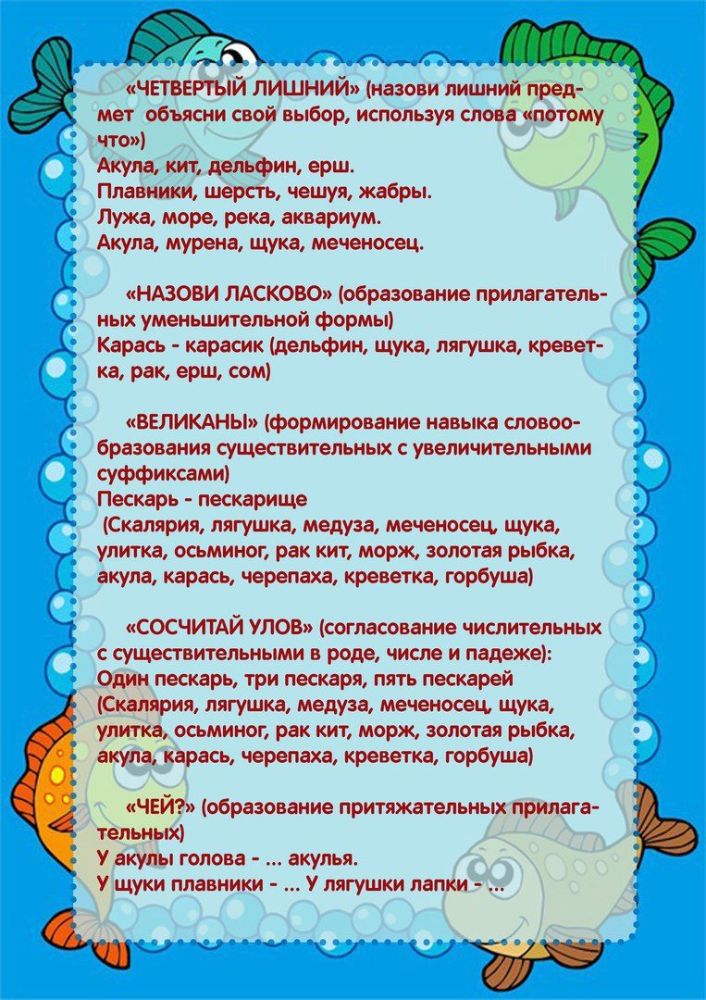 «ЧЕТВЕРТЫЙ ЛИШНИЙ» (назови лишний пред-
мет объясни свой выбор, используя слова «потому
что»)
Акула, кит, дельфин, ерш.
Плавники, шерсть, чешуя, жабры.
Лужа, море, река, аквариум.
Акула, мурена, щука, меченосец.
«НАЗОВИ ЛАСКОВО» (образование прилагатель-
ных уменьшительной формы)
Карась - карасик (дельфин, щука, лягушка, кревет-
ка, рак, ерш, сом)
«ВЕЛИКАНЫ» (формирование навыка словоо-
бразования существительных с увеличительными
суффиксами)
Пескарь - пескарище
(Скалярия, лягушка, медуза, меченосец, щука,
улитка, осьминог, рак кит, морж, золотая рыбка,
акула, карась, черепаха, креветка, горбуша)
«СОСЧИТАЙ УЛОВ» (согласование числительных
с существительными в роде, числе и падеже):
Один пескарь, три пескаря, пять пескарей
(Скалярия, лягушка, медуза, меченосец, щука,
улитка, осьминог, рак кит, морж, золотая рыбка,
акула, карась, черепаха, креветка, горбуша)
«ЧЕЙ?» (образование притяжательных прилага-
тельных)
У акулы голова - ... акулья.
У щуки плавники - ... У лягушки лапки - ...